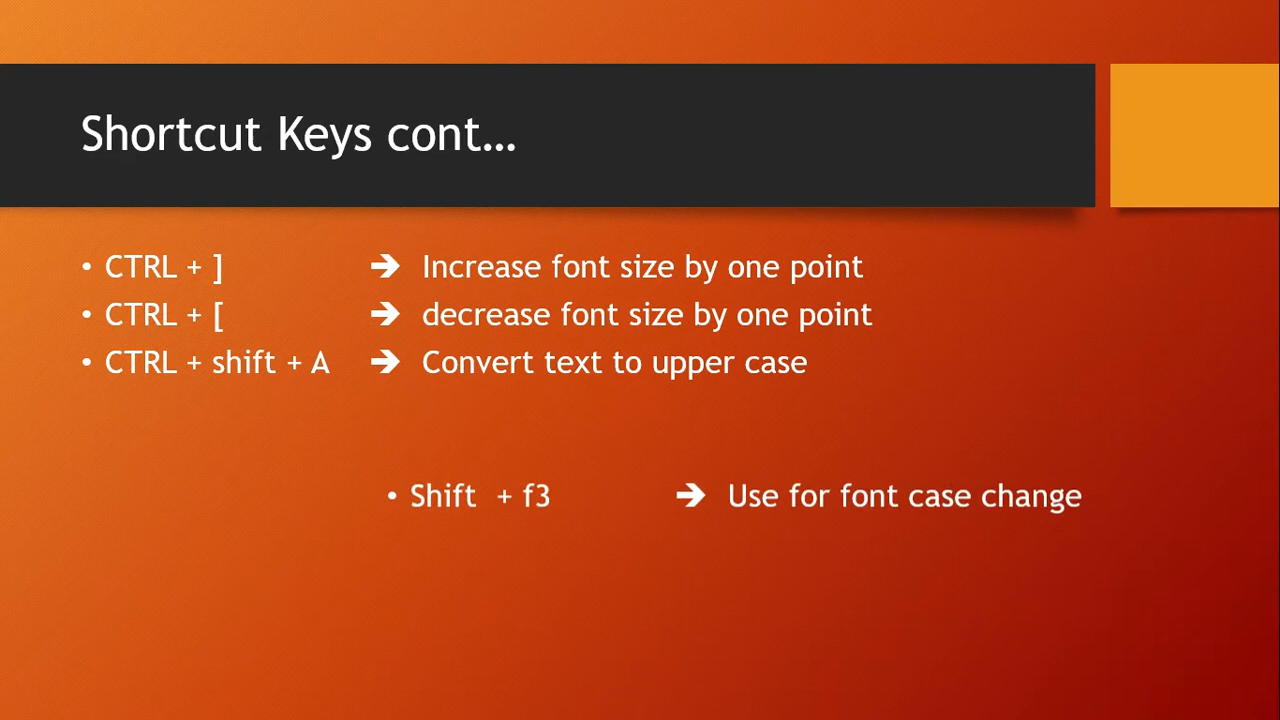 Shortcut Keys cont…
• CTRL + ] ➔ Increase font size by one point
• CTRL + [ ➔ decrease font size by one point
• CTRL + shift + A ➔ Convert text to upper case
• Shift + f3 ➔ Use for font case change